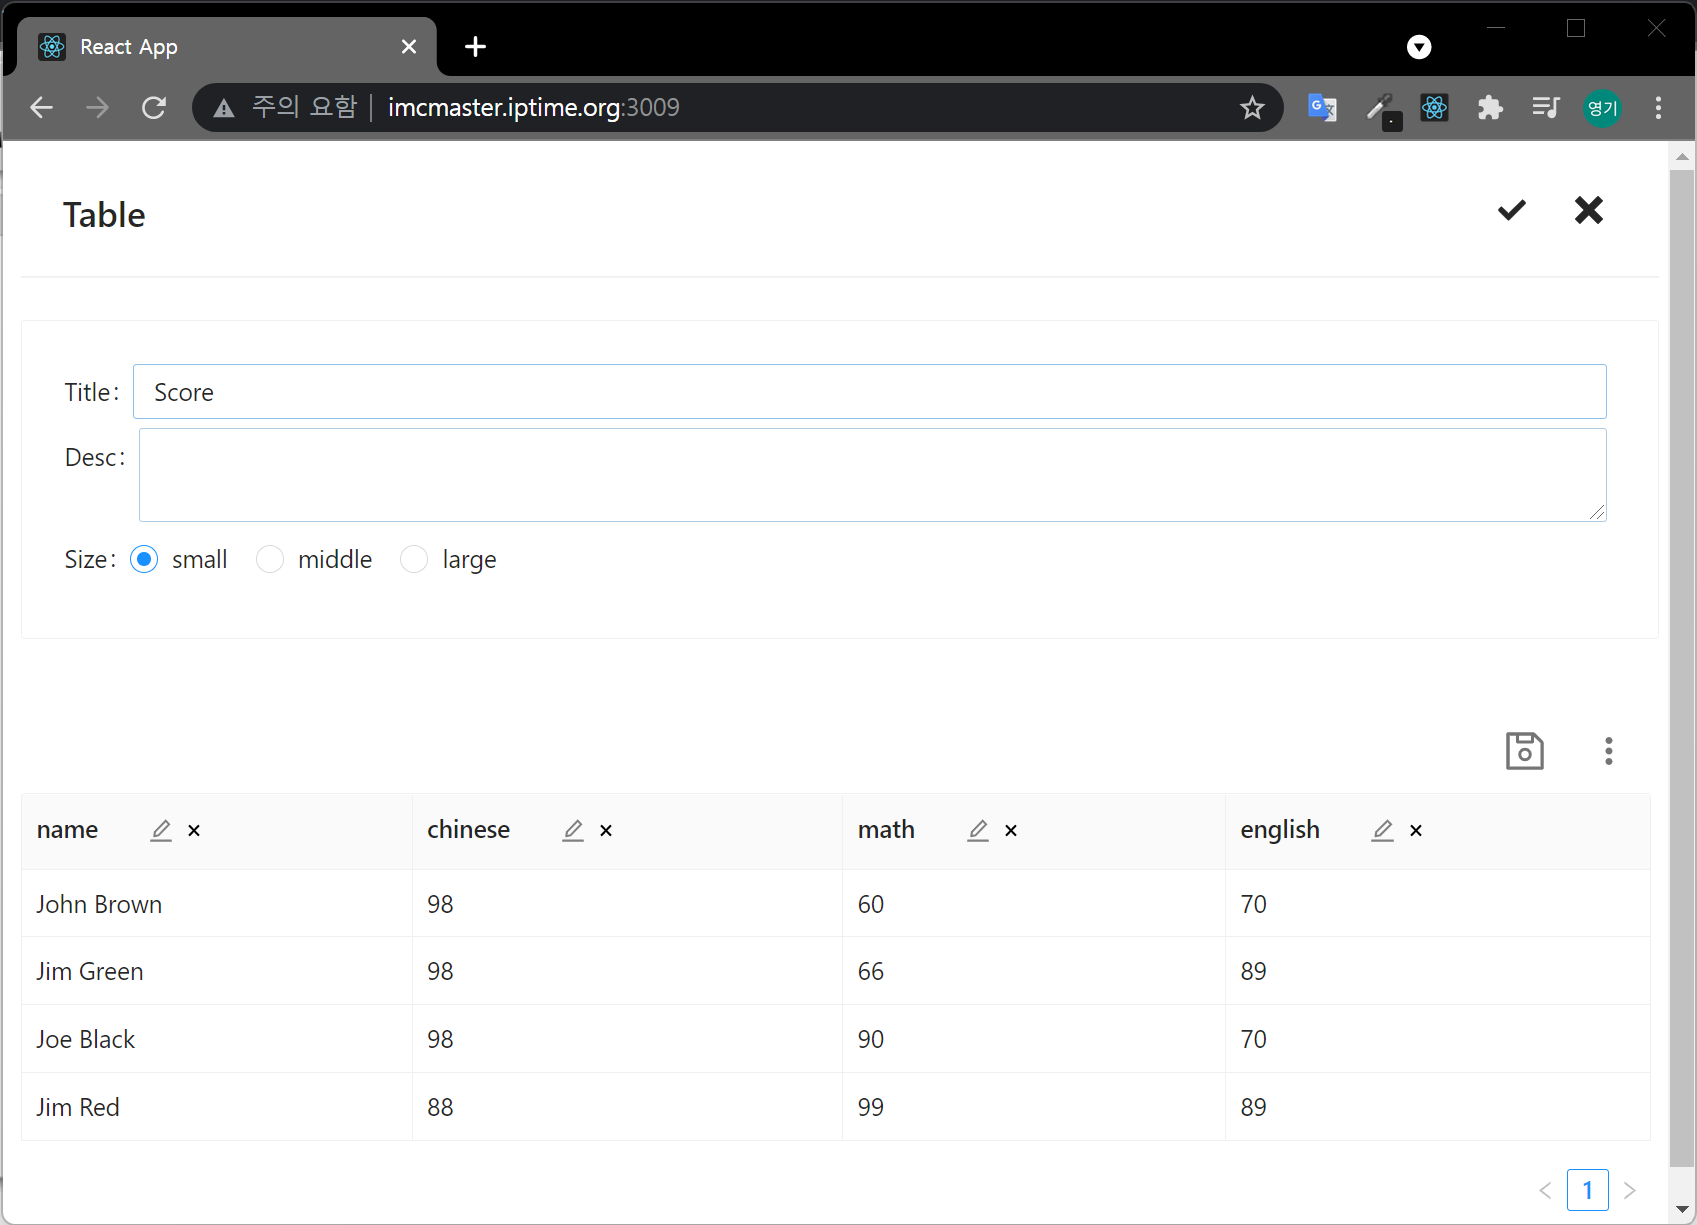 React App
주의 요함 imcmaster.iptime.org:3009
영기
Table
Title: Score
Desc:
Size: small middle large
name chinese math english
John Brown 98 60 70
Jim Green 98 66 89
Joe Black 98 90 70
Jim Red 88 99 89
1